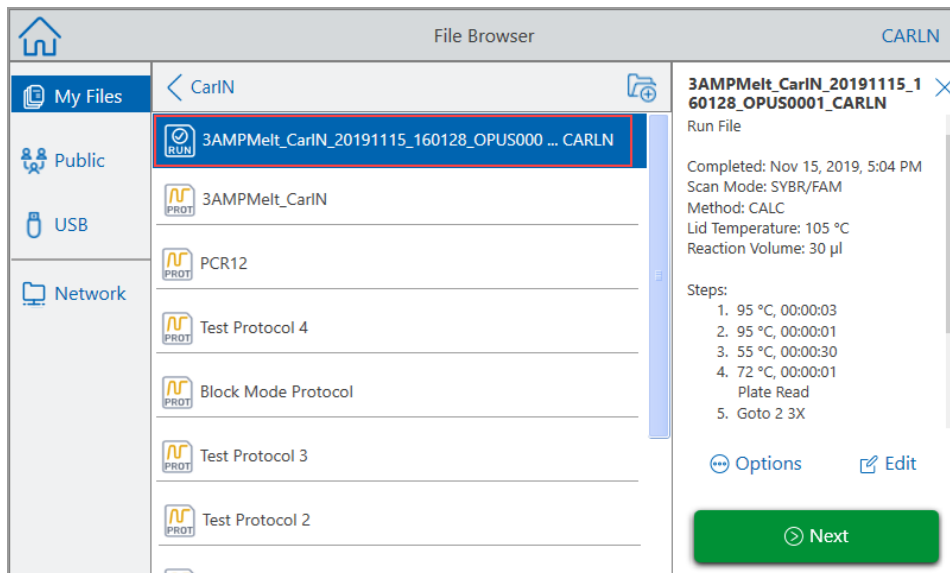 File Browser
CARLN
My Files
Public
USB
Network
CarlN
RUN
3AMPMelt_CarlN_20191115_160128_OPUS000 ... CARLN
PROT
3AMPMelt_CarlN
PROT
PCR12
PROT
Test Protocol 4
PROT
Block Mode Protocol
PROT
Test Protocol 3
PROT
Test Protocol 2
3AMPMelt_CarlN_20191115_1
60128_OPUS0001_CARLN
Run File
Completed: Nov 15, 2019, 5:04 PM
Scan Mode: SYBR/FAM
Method: CALC
Lid Temperature: 105 °C
Reaction Volume: 30 µl
Steps:
1. 95 °C, 00:00:03
2. 95 °C, 00:00:01
3. 55 °C, 00:00:30
4. 72 °C, 00:00:01
Plate Read
5. Goto 2 3X
Options
Edit
Next